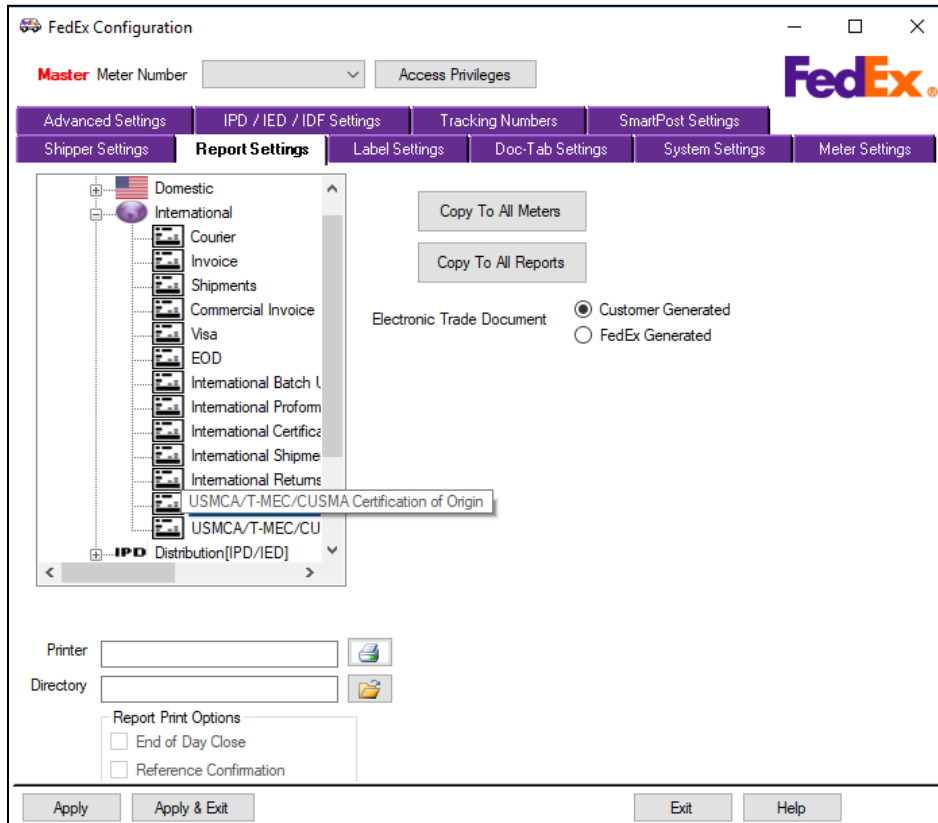 FedEx Configuration
Master Meter Number
Access Privileges
FedEx ®
Advanced Settings
IPD / IED / IDF Settings
Tracking Numbers
SmartPost Settings
Shipper Settings
Report Settings
Label Settings
Doc-Tab Settings
System Settings
Meter Settings
Domestic
International
Courier
Invoice
Shipments
Commercial Invoice
Visa
EOD
International Batch U
International Proform
International Certifica
International Shipme
International Returns
USMCA/T-MEC/CUSMA Certification of Origin
USMCA/T-MEC/CU
IPD Distribution[IPD/IED]
Copy To All Meters
Copy To All Reports
Electronic Trade Document
Customer Generated
FedEx Generated
Printer
Directory
Report Print Options
End of Day Close
Reference Confirmation
Apply
Apply & Exit
Exit
Help